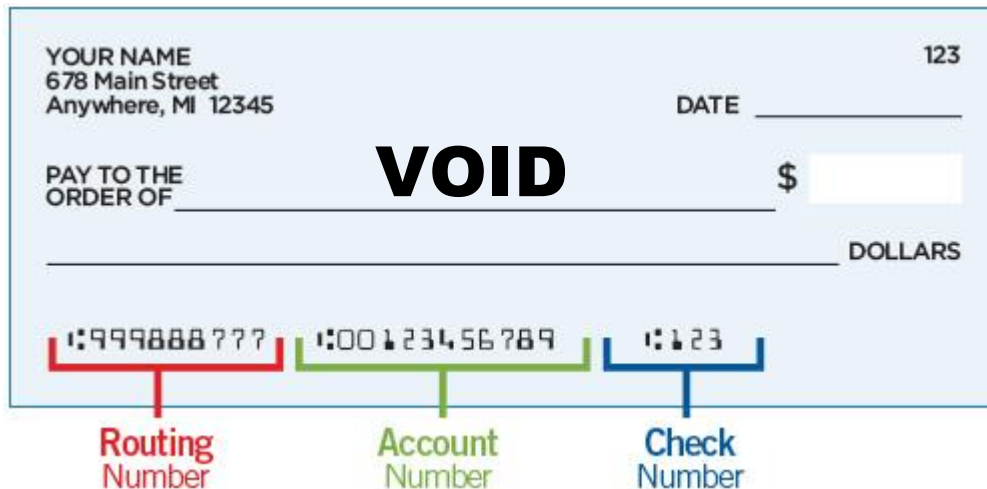 YOUR NAME 123
678 Main Street
Anywhere, MI 12345 DATE
PAY TO THE
ORDER OF VOID $
DOLLARS
⑆999888777 ⑆00123456789 ⑆123
Routing Account Check
Number Number Number